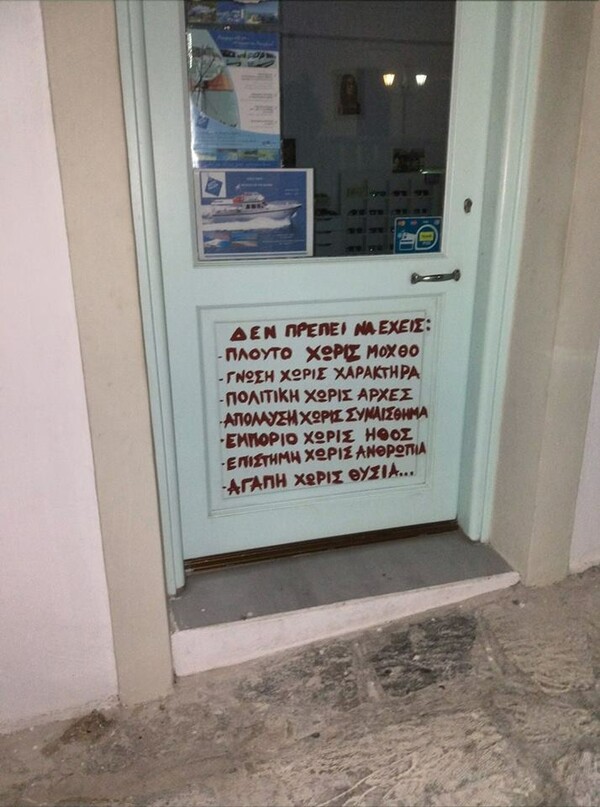 ΔΕΝ ΠΡΕΠΕΙ ΝΑ ΕΧΕΙΣ:
-ΠΛΟΥΤΟ ΧΩΡΙΣ ΜΟΧΘΟ
-ΓΝΩΣΗ ΧΩΡΙΣ ΧΑΡΑΚΤΗΡΑ
-ΠΟΛΙΤΙΚΗ ΧΩΡΙΣ ΑΡΧΕΣ
-ΑΠΟΛΑΥΣΗ ΧΩΡΙΣ ΣΥΝΑΙΣΘΗΜΑ
-ΕΜΠΟΡΙΟ ΧΩΡΙΣ ΗΘΟΣ
-ΕΠΙΣΤΗΜΗ ΧΩΡΙΣ ΑΝΘΡΩΠΙΑ
-ΑΓΑΠΗ ΧΩΡΙΣ ΘΥΣΙΑ...